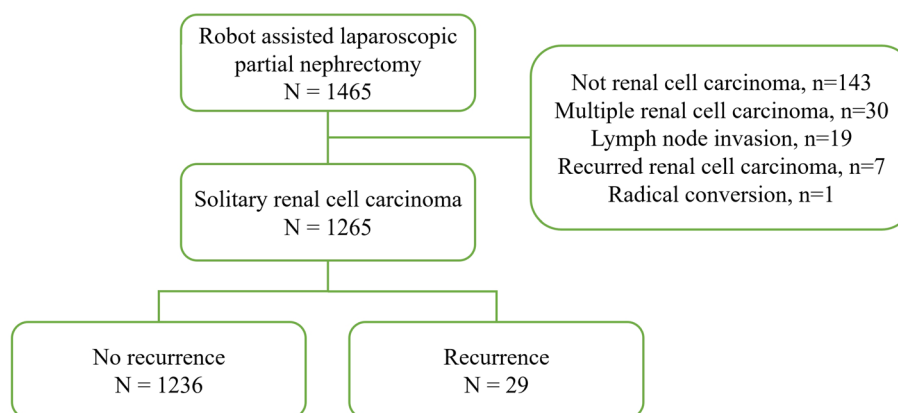 Robot assisted laparoscopic
partial nephrectomy
N = 1465
Not renal cell carcinoma, n=143
Multiple renal cell carcinoma, n=30
Lymph node invasion, n=19
Recurred renal cell carcinoma, n=7
Radical conversion, n=1
Solitary renal cell carcinoma
N = 1265
No recurrence
N = 1236
Recurrence
N = 29